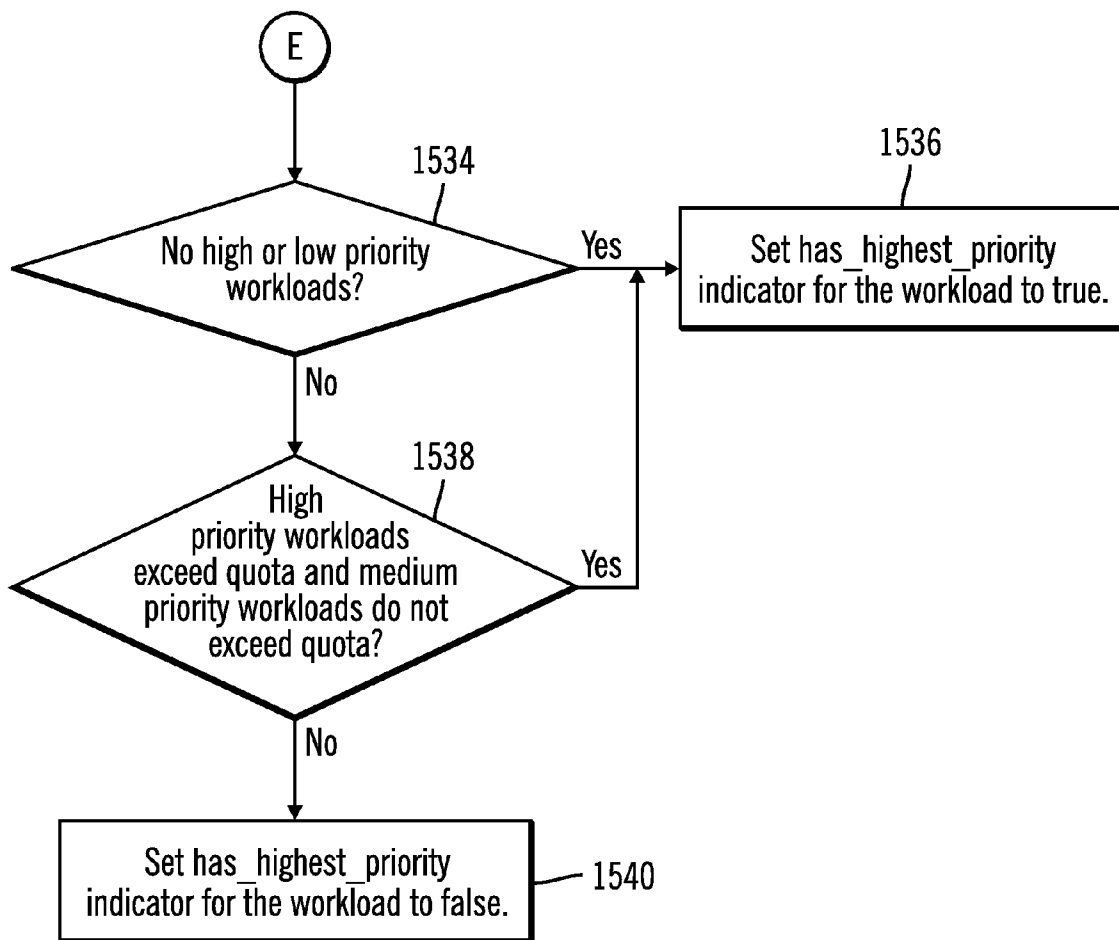 E
1534
No high or low priority
workloads?
Yes
1536
Set has_highest_priority
indicator for the workload to true.
No
1538
High
priority workloads
exceed quota and medium
priority workloads do not
exceed quota?
Yes
No
Set has_highest_priority
indicator for the workload to false.
1540